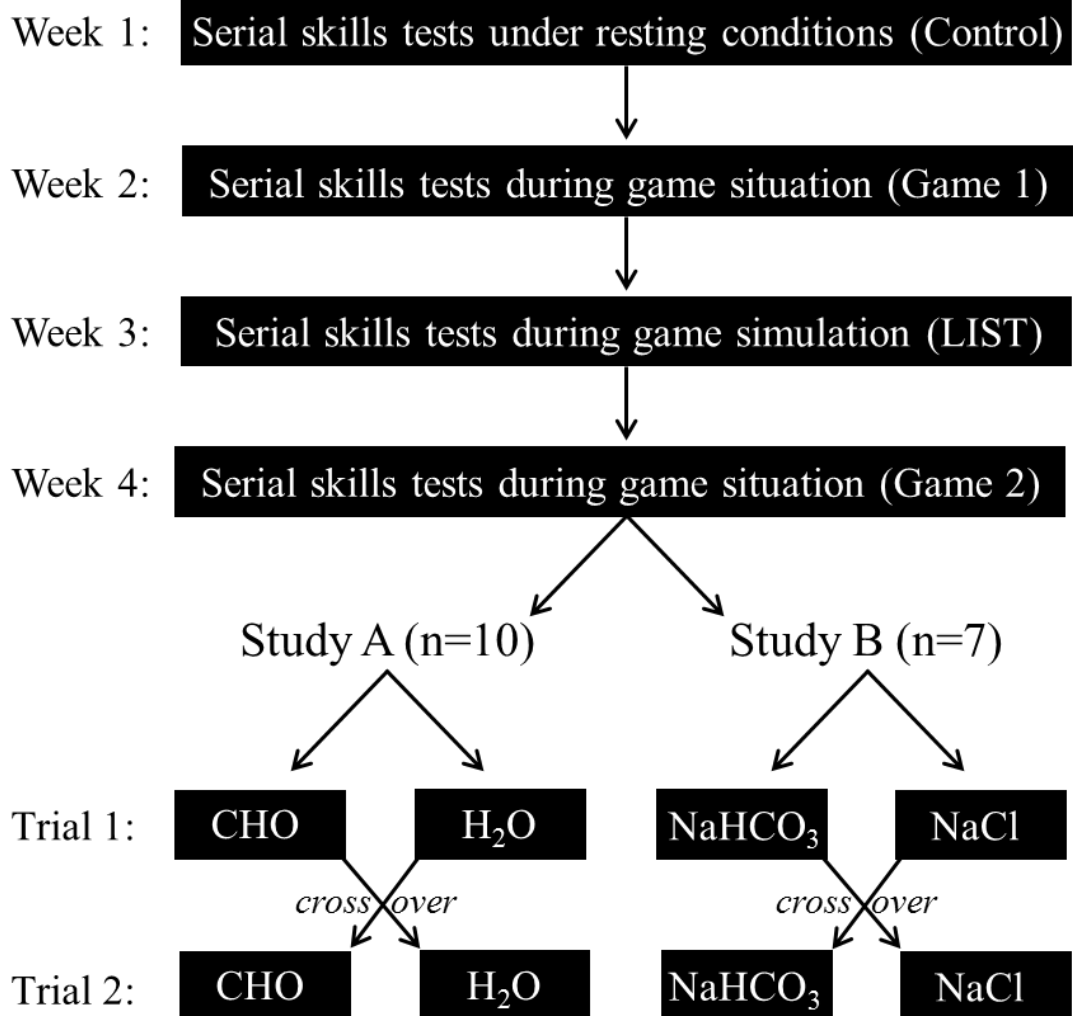 Week 1: Serial skills tests under resting conditions (Control)
Week 2: Serial skills tests during game situation (Game 1)
Week 3: Serial skills tests during game simulation (LIST)
Week 4: Serial skills tests during game situation (Game 2)
Study A (n=10) Study B (n=7)
Trial 1: CHO H₂O NaHCO₃ NaCl
cross over cross over
Trial 2: CHO H₂O NaHCO₃ NaCl